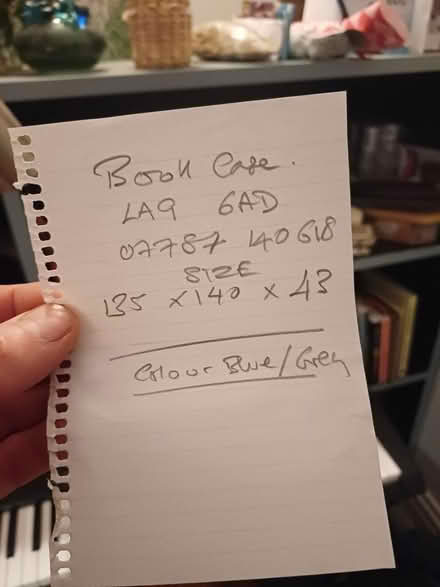 Book Case.
LA9 6AD
07787 140618
SIZE
135 x 140 x 43
Colour Blue/Grey